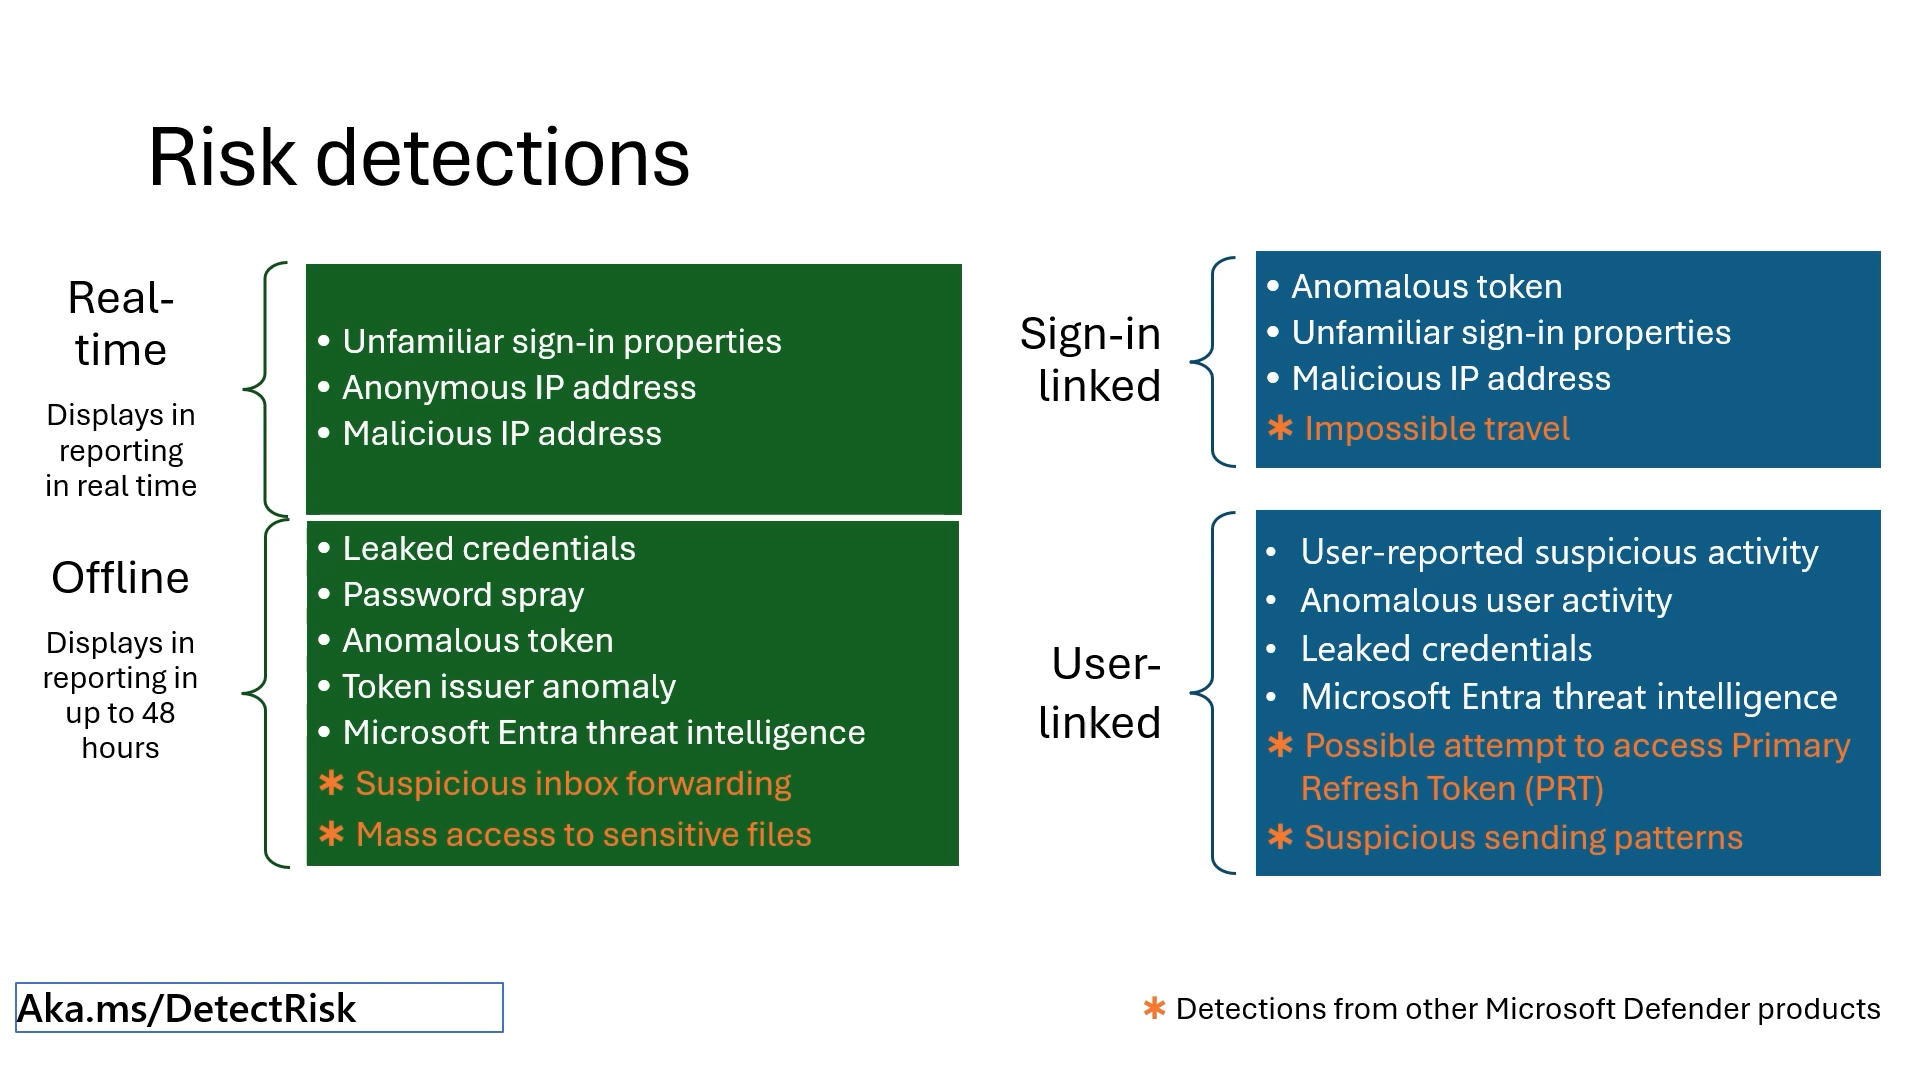 Risk detections
Real-
time
Displays in
reporting
in real time
• Unfamiliar sign-in properties
• Anonymous IP address
• Malicious IP address
Offline
Displays in
reporting in
up to 48
hours
• Leaked credentials
• Password spray
• Anomalous token
• Token issuer anomaly
• Microsoft Entra threat intelligence
* Suspicious inbox forwarding
* Mass access to sensitive files
Sign-in
linked
• Anomalous token
• Unfamiliar sign-in properties
• Malicious IP address
* Impossible travel
User-
linked
• User-reported suspicious activity
• Anomalous user activity
• Leaked credentials
• Microsoft Entra threat intelligence
* Possible attempt to access Primary
Refresh Token (PRT)
* Suspicious sending patterns
Aka.ms/DetectRisk
* Detections from other Microsoft Defender products